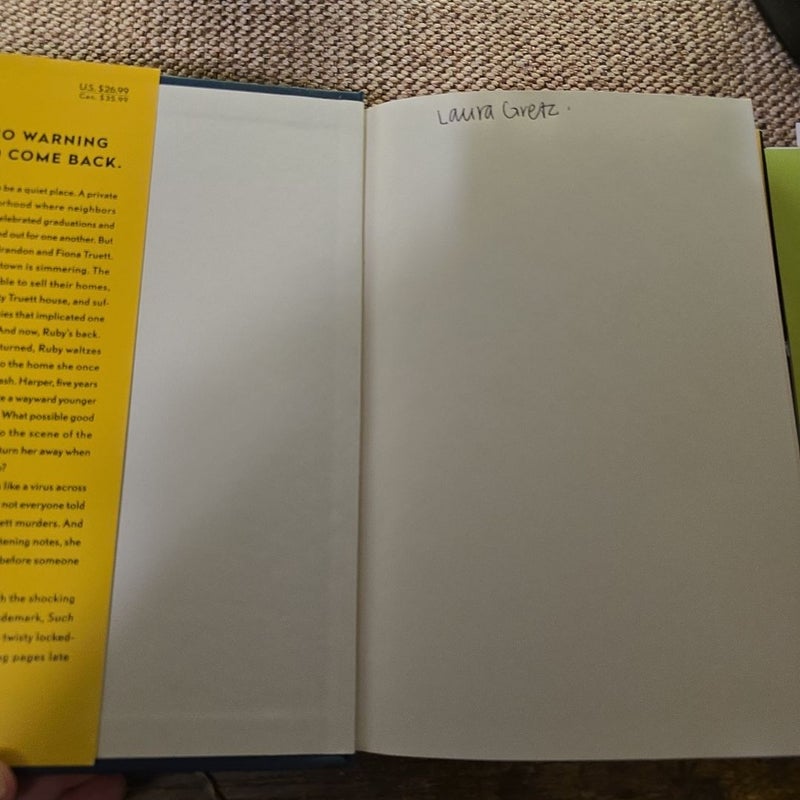 U.S. $26.99
Can. $35.99
O WARNING
COME BACK.
be a quiet place. A private
orhood where neighbors
elebrated graduations and
ed out for one another. But
randon and Fiona Truett.
town is simmering. The
ble to sell their homes,
y Truett house, and suf-
ies that implicated one
And now, Ruby's back.
turned, Ruby waltzes
o the home she once
ash. Harper, five years
e a wayward younger
What possible good
o the scene of the
turn her away when
?
like a virus across
not everyone told
ett murders. And
tening notes, she
before someone
h the shocking
demark, Such
twisty locked-
ng pages late
Laura Gretz.